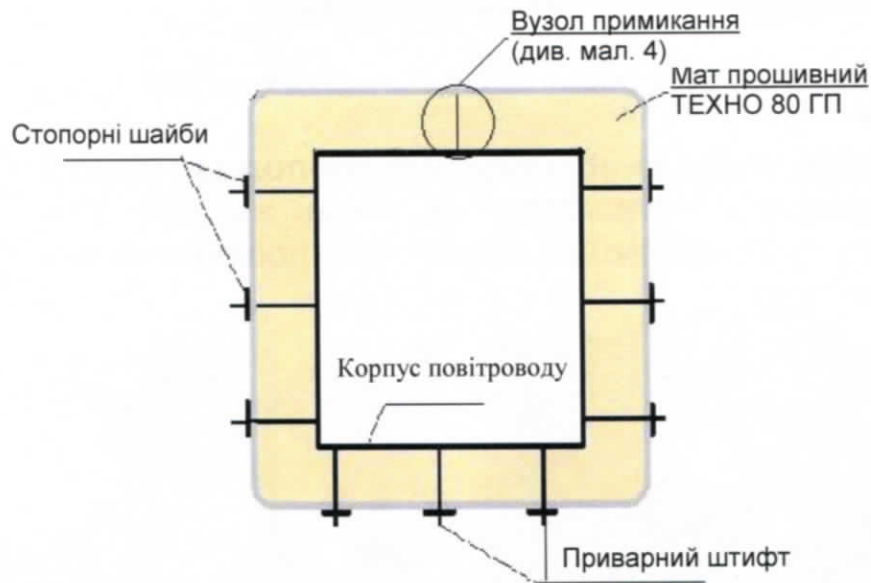 Вузол примикання
(див. мал. 4)
Мат прошивний
ТЕХНО 80 ГП
Стопорні шайби
Корпус повітроводу
Приварний штифт